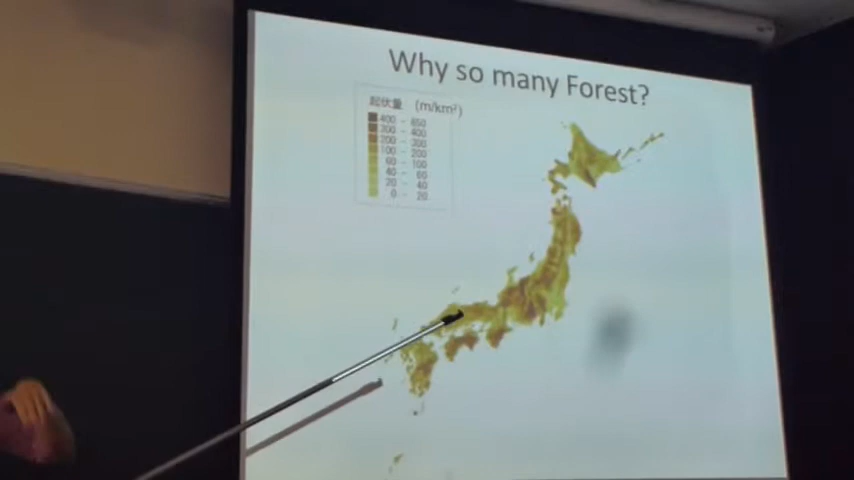 Why so many Forest?
起伏量 (m/km²)
400 - 650
300 - 400
200 - 300
100 - 200
60 - 100
40 - 60
20 - 40
0 - 20